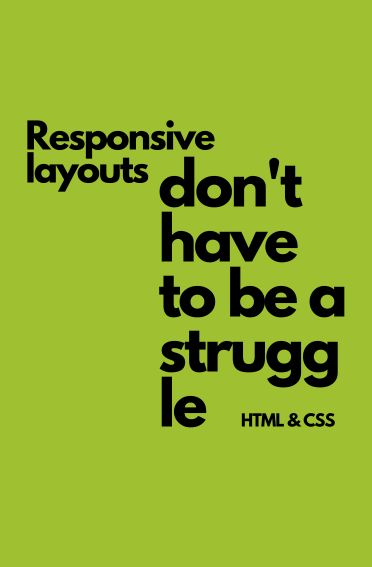 Responsive
layouts
don't
have
to be a
strugg
le
HTML & CSS